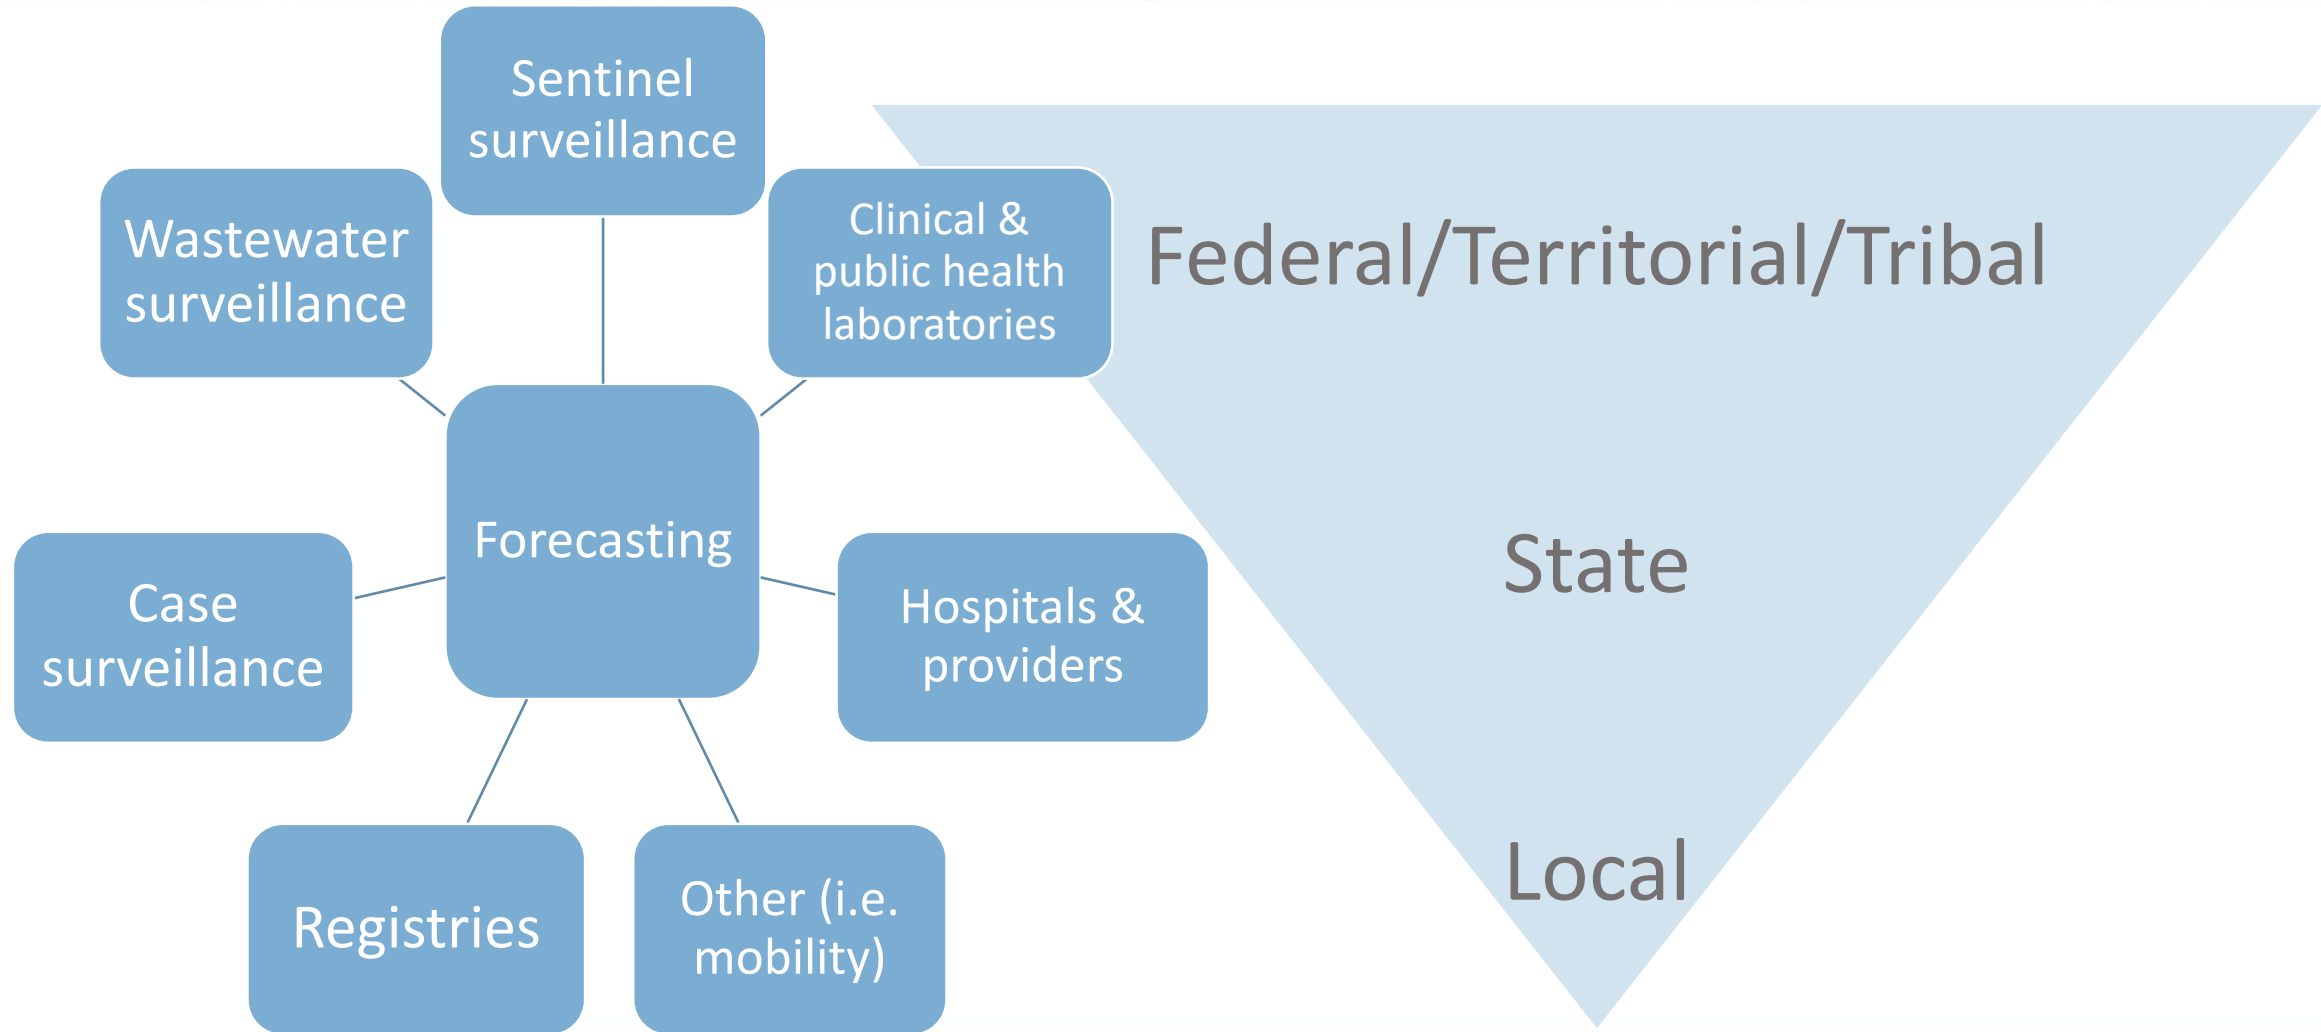 Sentinel
surveillance
Wastewater
surveillance
Clinical &
public health
laboratories
Forecasting
Case
surveillance
Hospitals &
providers
Registries
Other (i.e.
mobility)
Federal/Territorial/Tribal
State
Local